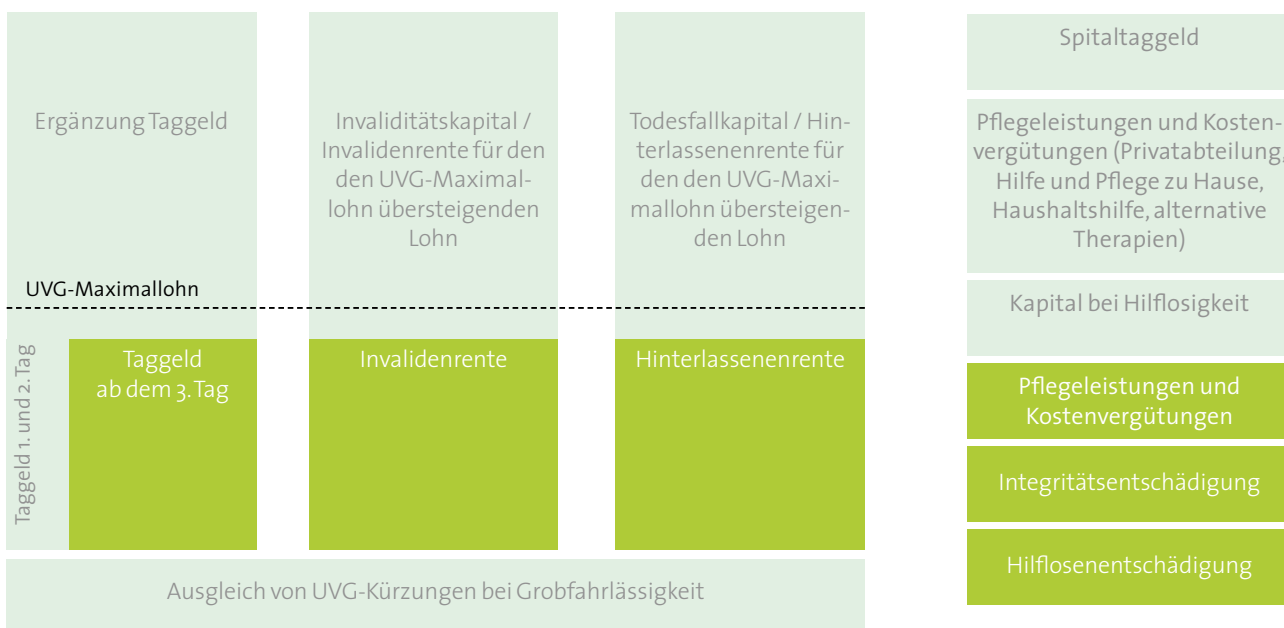 Ergänzung Taggeld
Invaliditätskapital /
Invalidenrente für den
den UVG-Maximal-
lohn übersteigenden
Lohn
Todesfallkapital / Hin-
terlassenenrente für
den den UVG-Maxi-
mallohn übersteigen-
den Lohn
UVG-Maximallohn
Taggeld 1. und 2. Tag
Taggeld
ab dem 3. Tag
Invalidenrente
Hinterlassenenrente
Ausgleich von UVG-Kürzungen bei Grobfahrlässigkeit
Spitaltaggeld
Pflegeleistungen und Kosten-
vergütungen (Privatabteilung,
Hilfe und Pflege zu Hause,
Haushaltshilfe, alternative
Therapien)
Kapital bei Hilflosigkeit
Pflegeleistungen und
Kostenvergütungen
Integritätsentschädigung
Hilflosenentschädigung